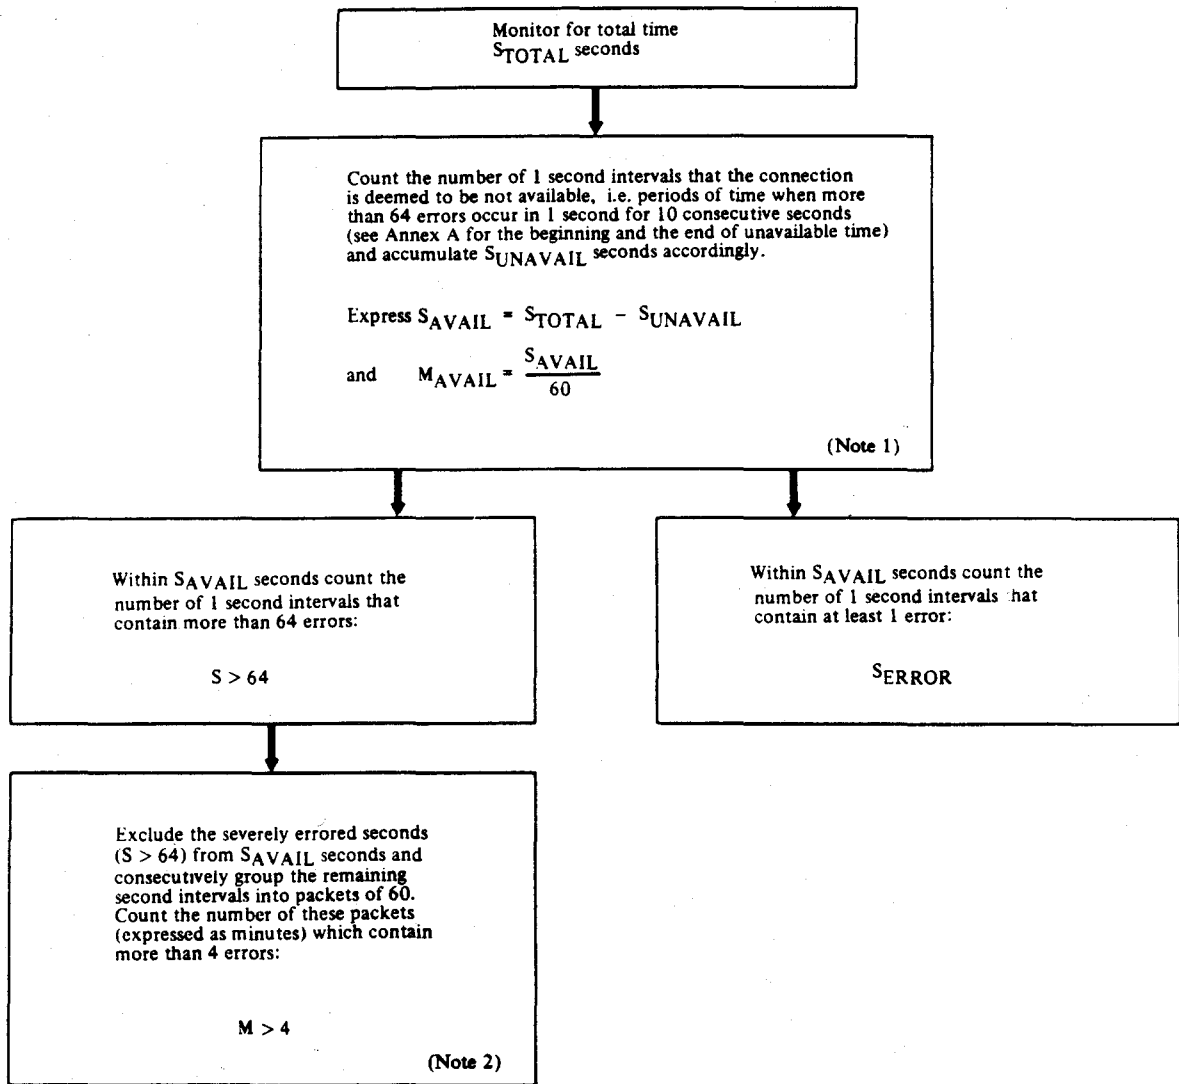 Monitor for total time
STOTAL seconds
Count the number of 1 second intervals that the connection
is deemed to be not available, i.e. periods of time when more
than 64 errors occur in 1 second for 10 consecutive seconds
(see Annex A for the beginning and the end of unavailable time)
and accumulate SUNAVAIL seconds accordingly.
Express SAVAIL = STOTAL − SUNAVAIL
and MAVAIL = SAVAIL
60
(Note 1)
Within SAVAIL seconds count the
number of 1 second intervals that
contain more than 64 errors:
S > 64
Within SAVAIL seconds count the
number of 1 second intervals hat
contain at least 1 error:
SERROR
Exclude the severely errored seconds
(S > 64) from SAVAIL seconds and
consecutively group the remaining
second intervals into packets of 60.
Count the number of these packets
(expressed as minutes) which contain
more than 4 errors:
M > 4
(Note 2)